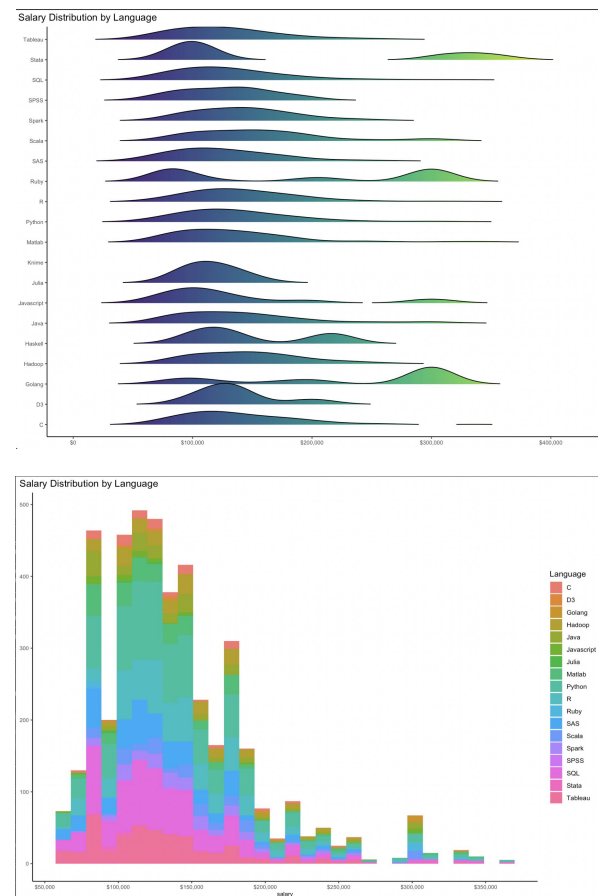 Salary Distribution by Language
Tableau
Stata
SQL
SPSS
Spark
Scala
SAS
Ruby
R
Python
Matlab
Knime
Julia
Javascript
Java
Haskell
Hadoop
Golang
D3
C
$0 $100,000 $200,000 $300,000 $400,000
Salary Distribution by Language
500
400
300
200
100
0
$50,000 $100,000 $150,000 $200,000 $250,000 $300,000 $350,000
salary
Language
C
D3
Golang
Hadoop
Java
Javascript
Julia
Matlab
Python
R
Ruby
SAS
Scala
Spark
SPSS
SQL
Stata
Tableau